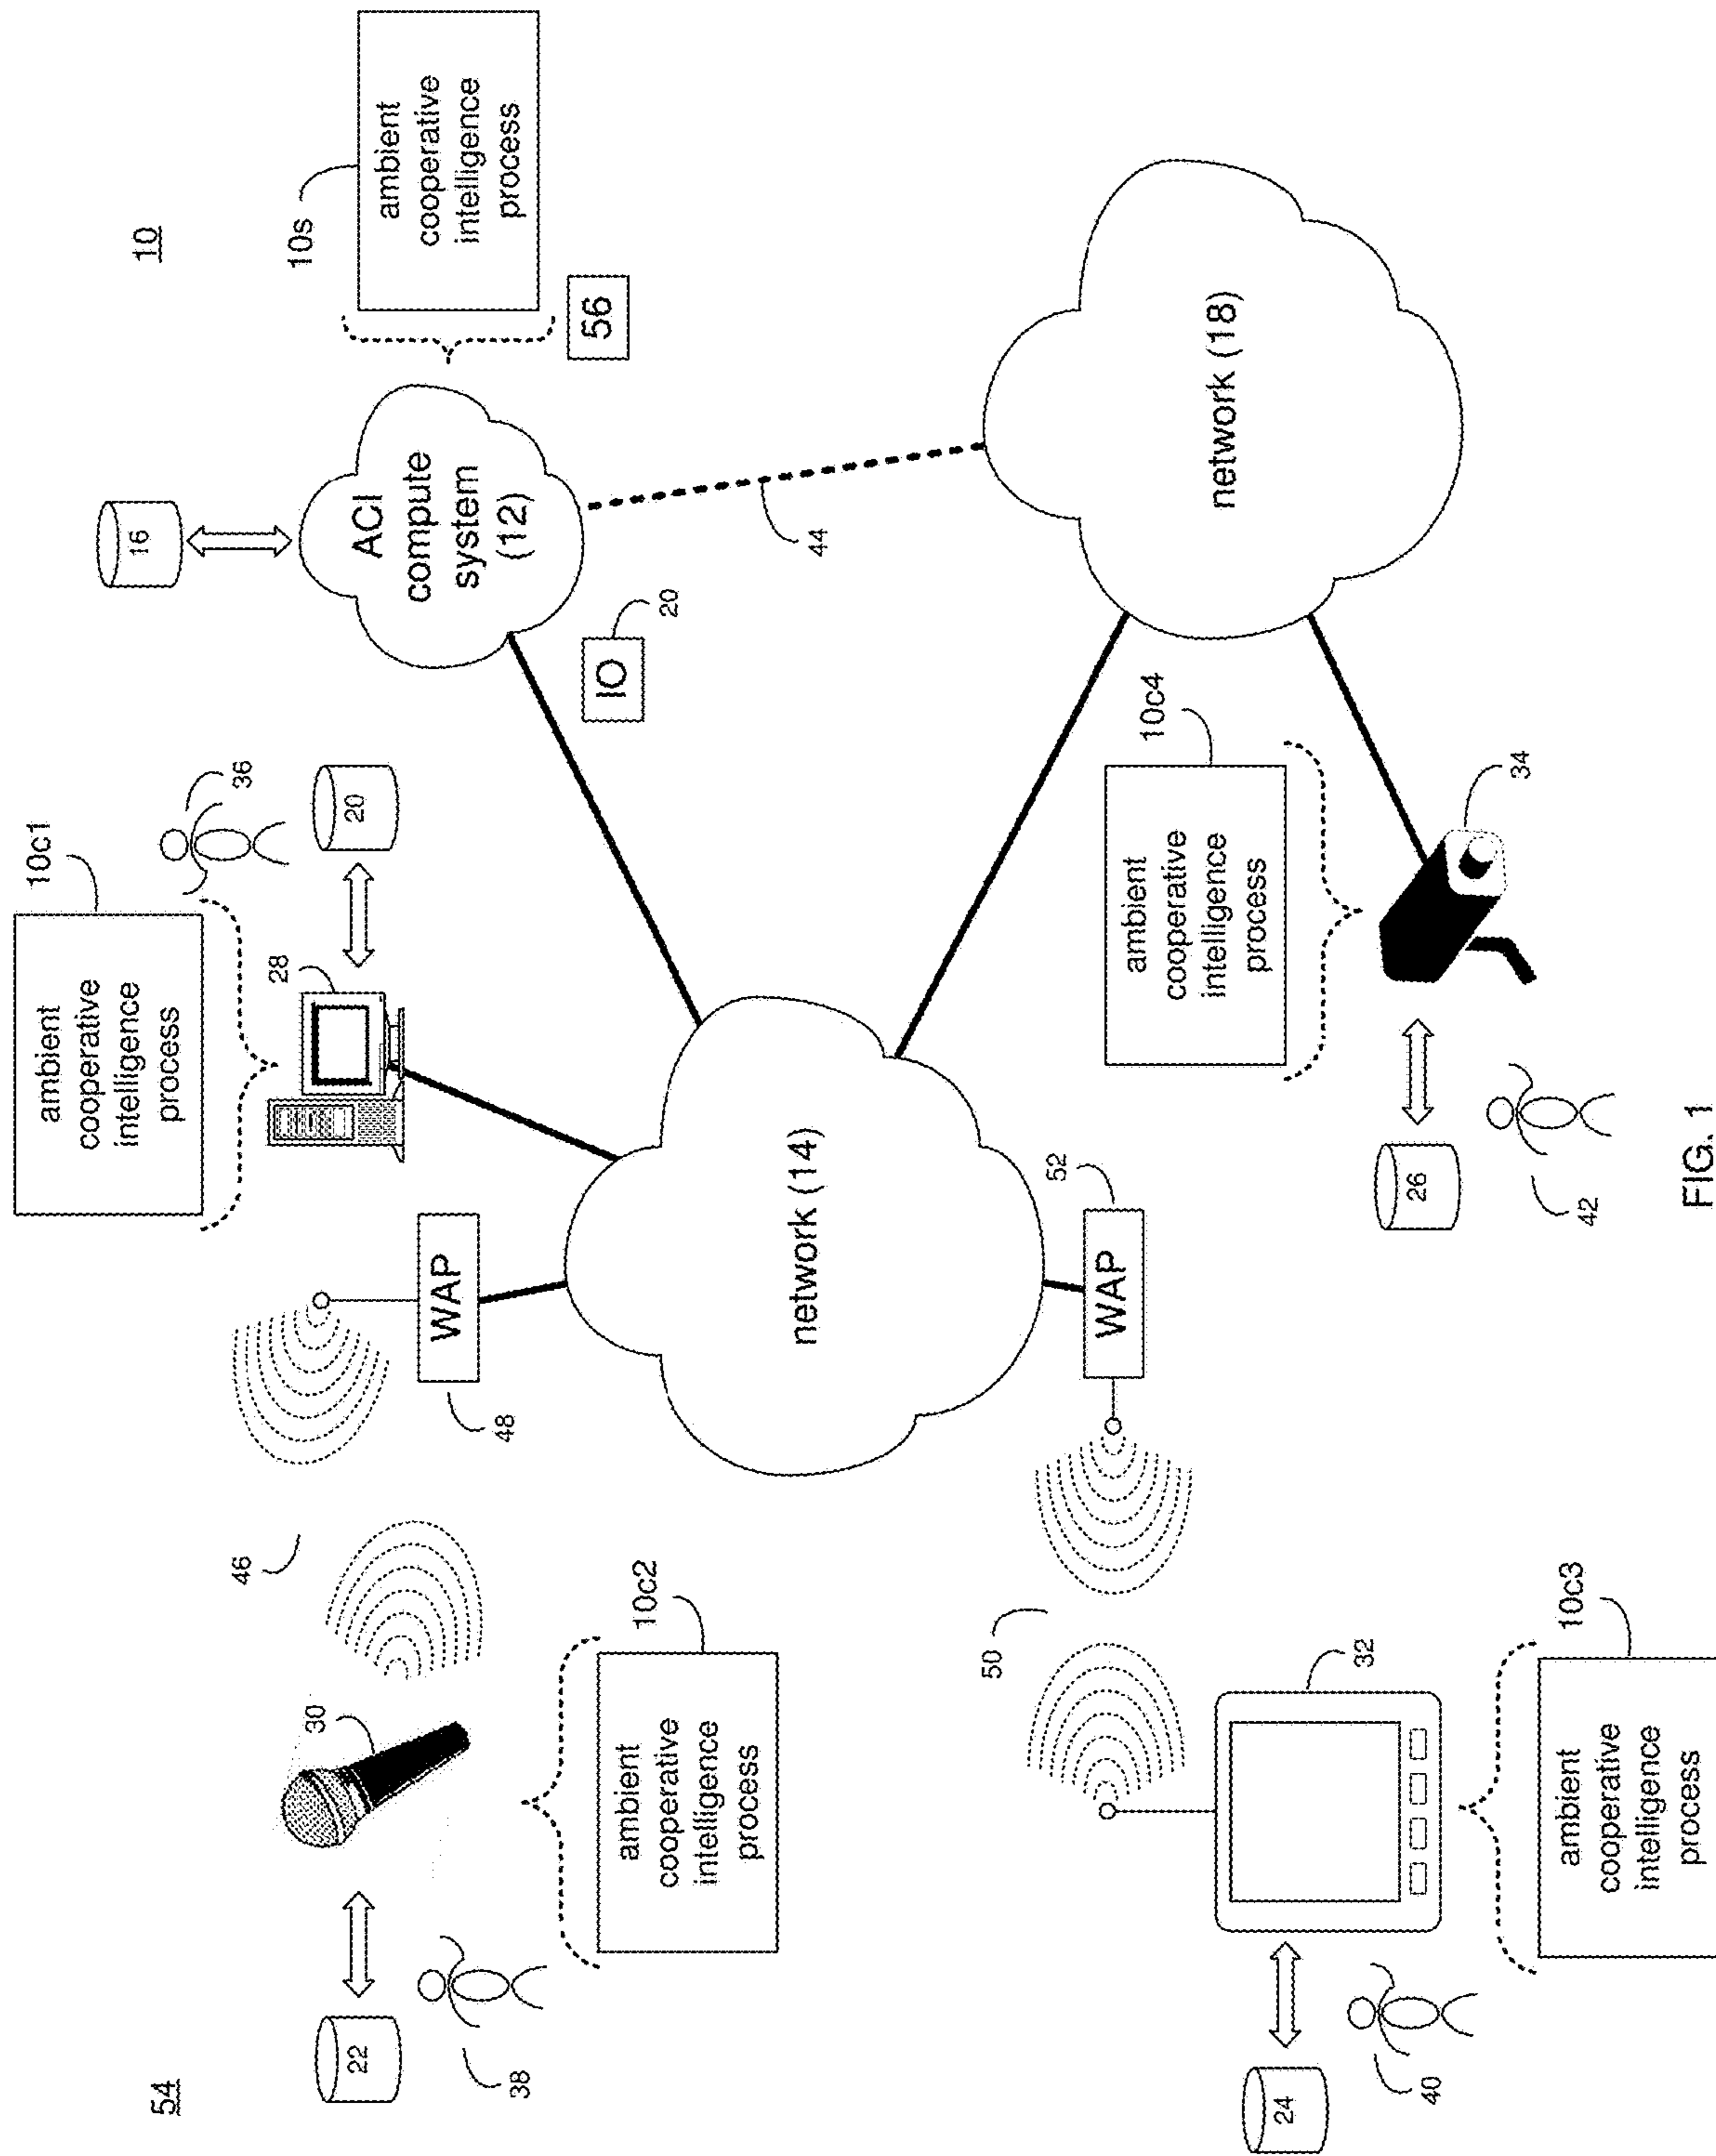 54
10
10c1
ambient
cooperative
intelligence
process
36
28
20
16
ACI
compute
system
(12)
10s
ambient
cooperative
intelligence
process
56
46
WAP
48
22
38
30
ambient
cooperative
intelligence
process
10c2
IO
20
44
network (14)
network (18)
50
WAP
52
24
40
32
10c3
ambient
cooperative
intelligence
process
10c4
ambient
cooperative
intelligence
process
34
26
42
FIG. 1